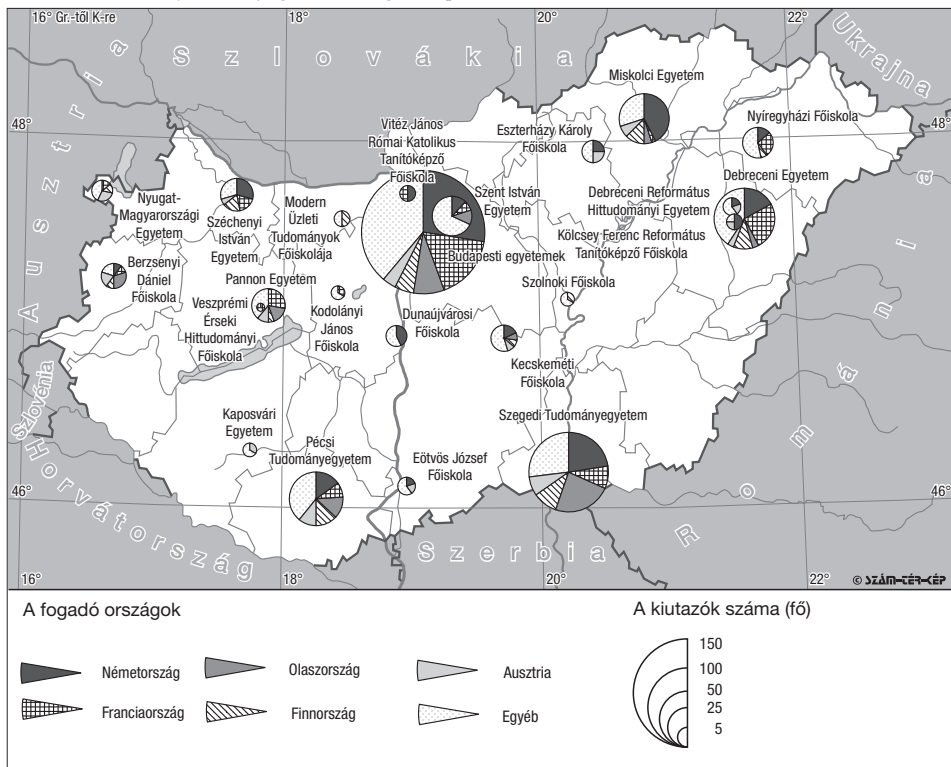 16° Gr.-től K-re
20
22
Szlovákia
Ukrajna
Ausztria
48
48
Miskolci Egyetem
Nyíregyházi Főiskola
Vitéz János
Római Katolikus
Tanítóképző
Főiskola
Eszterházy Károly
Főiskola
Debreceni Egyetem
Szent István
Egyetem
Debreceni Református
Hittudományi Egyetem
Kölcsey Ferenc Református
Tanítóképző Főiskola
Nyugat-
Magyarországi
Egyetem
Széchenyi
István
Egyetem
Modern
Üzleti
Tudományok
Főiskolája
Budapesti egyetemek
Berzsenyi
Dániel
Főiskola
Pannon Egyetem
Veszprémi
Érseki
Hittudományi
Főiskola
Kodolányi
János
Főiskola
Dunaújvárosi
Főiskola
Szolnoki Főiskola
Kecskeméti
Főiskola
Szlovénia
Horvátország
Kaposvári
Egyetem
Pécsi
Tudományegyetem
Szegedi Tudományegyetem
Eötvös József
Főiskola
Románia
46
46
Szerbia
16°
18°
20°
22°
18
© SZÁM-TÉR-KÉP
A fogadó országok
Németország
Olaszország
Ausztria
Franciaország
Finnország
Egyéb
A kiutazók száma (fő)
150
100
50
25
5